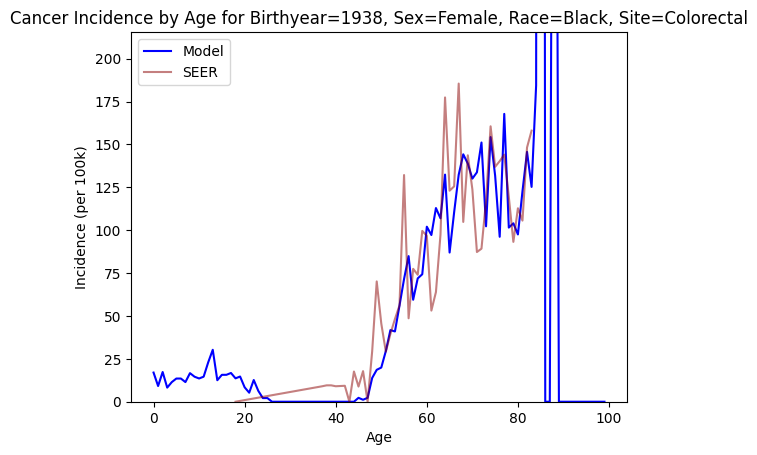 Cancer Incidence by Age for Birthyear=1938, Sex=Female, Race=Black, Site=Colorectal
Model
SEER
200
175
150
125
100
75
50
25
0
Incidence (per 100k)
0 20 40 60 80 100
Age